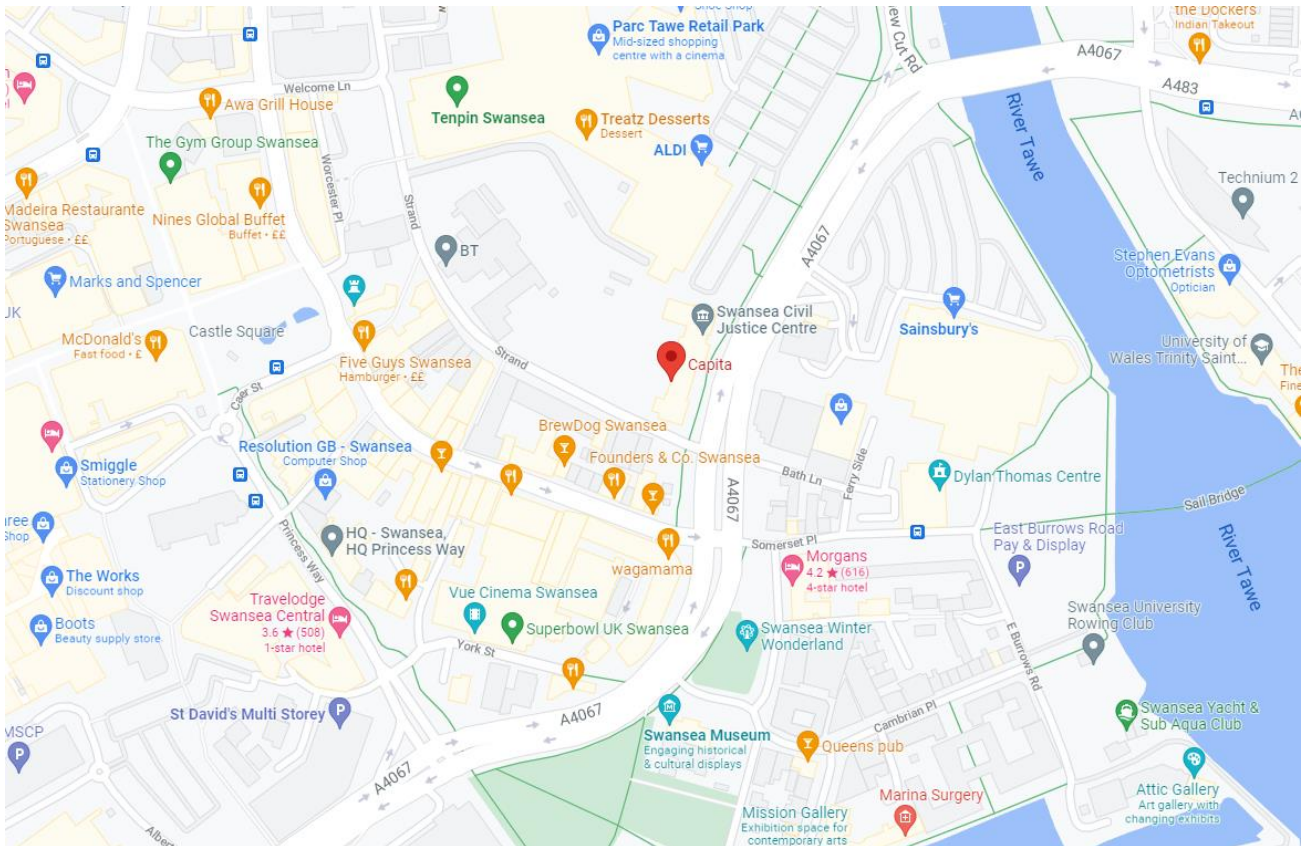 Shoe Shop
Parc Tawe Retail Park
Mid-sized shopping
centre with a cinema
New Cut Rd
the Dockers
Indian Takeout
A4067
A483
Welcome Ln
Awa Grill House
Tenpin Swansea
Treatz Desserts
Dessert
ALDI
River Tawe
The Gym Group Swansea
Worcester Pl
Strand
Technium 2
Madeira Restaurante
Swansea
Portuguese • ££
Nines Global Buffet
Buffet • ££
BT
A4067
Stephen Evans
Optometrists
Optician
Marks and Spencer
UK
Castle Square
Swansea Civil
Justice Centre
Sainsbury's
McDonald's
Fast food • £
University of
Wales Trinity Saint...
Five Guys Swansea
Hamburger • ££
Strand
Capita
The
Fine
Caer St
BrewDog Swansea
Resolution GB - Swansea
Computer Shop
Founders & Co. Swansea
Smiggle
Stationery Shop
Bath Ln
Ferry Side
Dylan Thomas Centre
Sail Bridge
A4067
hree
Shop
HQ - Swansea,
HQ Princess Way
Princess Way
Somerset Pl
East Burrows Road
Pay & Display
River Tawe
wagamama
Morgans
4.2 ★ (616)
4-star hotel
The Works
Discount shop
Vue Cinema Swansea
Travelodge
Swansea Central
3.6 ★ (508)
1-star hotel
Boots
Beauty supply store
Superbowl UK Swansea
Swansea Winter
Wonderland
Swansea University
Rowing Club
York St
E Burrows Rd
St David's Multi Storey
A4067
Swansea Museum
Engaging historical
& cultural displays
Cambrian Pl
Queens pub
Swansea Yacht &
Sub Aqua Club
MSCP
A4067
Marina Surgery
Attic Gallery
Art gallery with
changing exhibits
Mission Gallery
Exhibition space for
contemporary arts
Albert